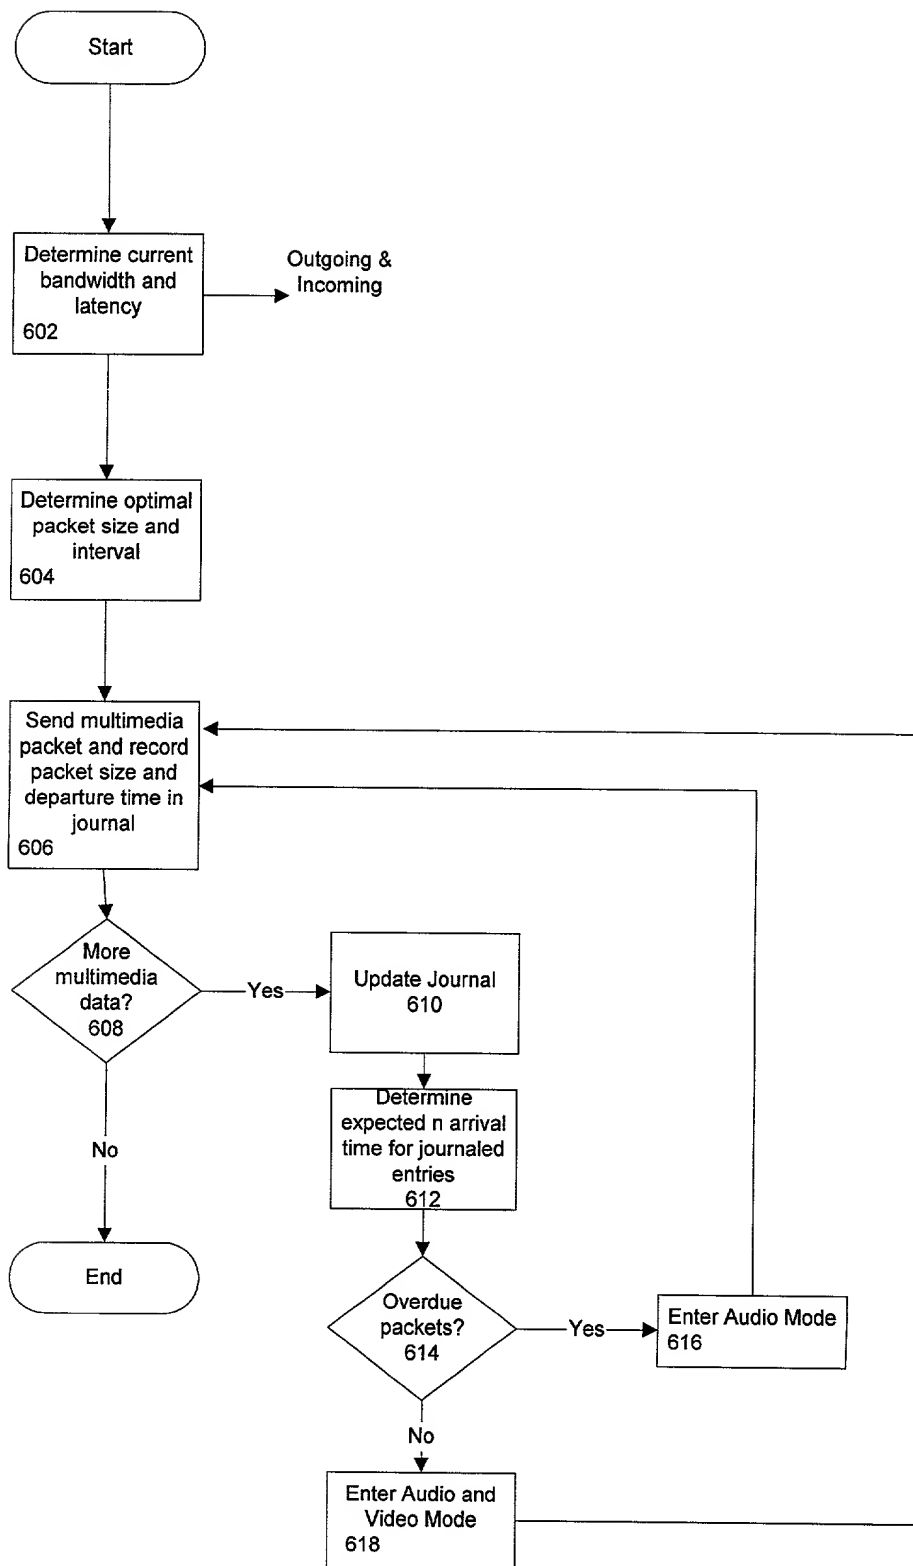 Start
Determine current
bandwidth and
latency
602
Outgoing &
Incoming
Determine optimal
packet size and
interval
604
Send multimedia
packet and record
packet size and
departure time in
journal
606
More
multimedia
data?
608
Yes
Update Journal
610
Determine
expected n arrival
time for journaled
entries
612
No
End
Overdue
packets?
614
Yes
Enter Audio Mode
616
No
Enter Audio and
Video Mode
618